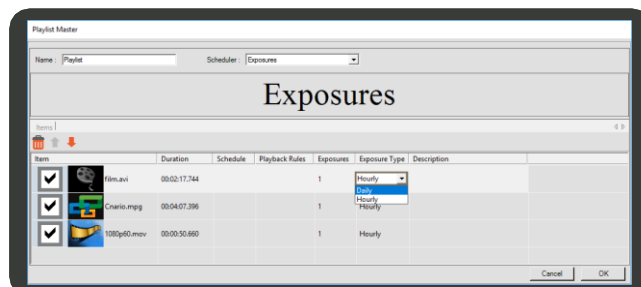 Playlist Master
Name : Playlist Scheduler : Exposures
Exposures
Items
Item Duration Schedule Playback Rules Exposures Exposure Type Description
film.avi 00:02:17.744 1 Hourly
Daily
Hourly
Cnario.mpg 00:04:07.396 1 Hourly
1080p60.mov 00:00:50.660 1 Hourly
Cancel OK